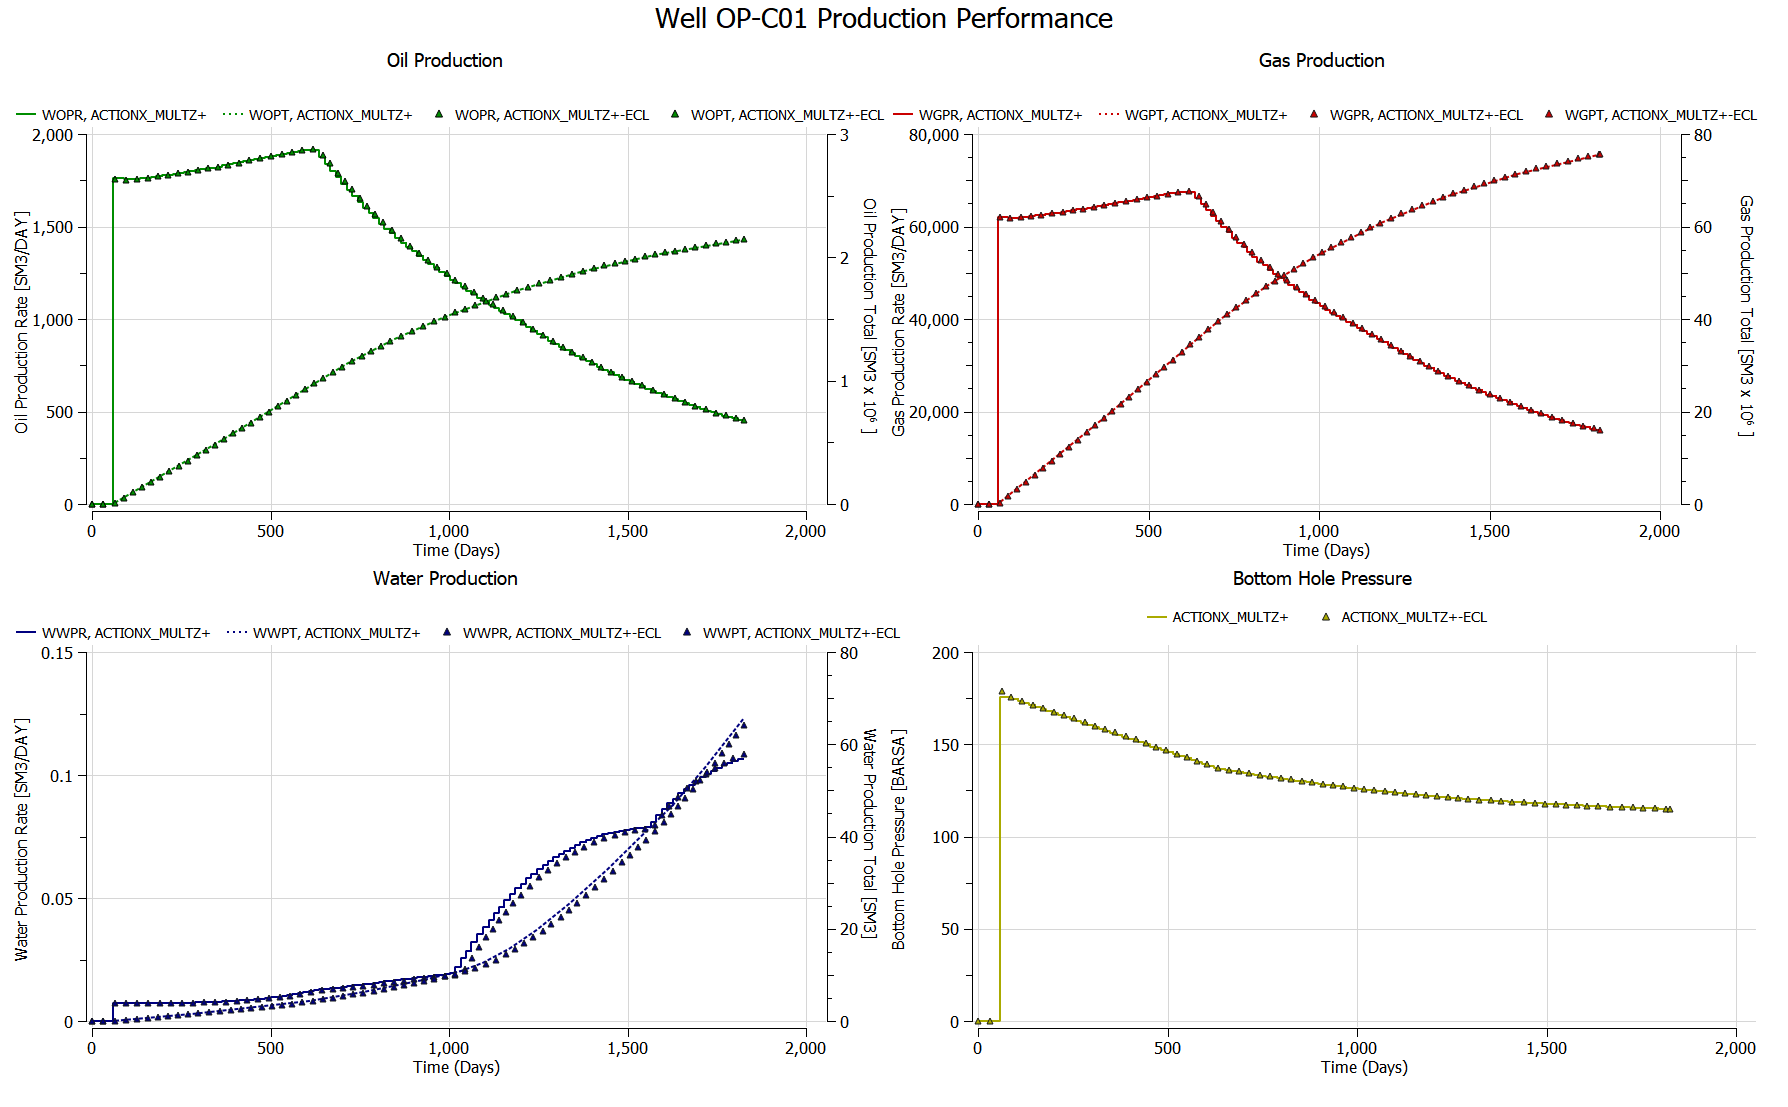 Well OP-C01 Production Performance
Oil Production
WOPR, ACTIONX_MULTZ+ WOPT, ACTIONX_MULTZ+ WOPR, ACTIONX_MULTZ+-ECL WOPT, ACTIONX_MULTZ+-ECL
2,000
1,500
1,000
500
0
Oil Production Rate [SM3/DAY]
3
2
1
0
Oil Production Total [SM3 x 10⁶ ]
0 500 1,000 1,500 2,000
Time (Days)
Gas Production
WGPR, ACTIONX_MULTZ+ WGPT, ACTIONX_MULTZ+ WGPR, ACTIONX_MULTZ+-ECL WGPT, ACTIONX_MULTZ+-ECL
80,000
60,000
40,000
20,000
0
Gas Production Rate [SM3/DAY]
80
60
40
20
0
Gas Production Total [SM3 x 10⁶ ]
0 500 1,000 1,500 2,000
Time (Days)
Water Production
WWPR, ACTIONX_MULTZ+ WWPT, ACTIONX_MULTZ+ WWPR, ACTIONX_MULTZ+-ECL WWPT, ACTIONX_MULTZ+-ECL
0.15
0.1
0.05
0
Water Production Rate [SM3/DAY]
80
60
40
20
0
Water Production Total [SM3]
0 500 1,000 1,500 2,000
Time (Days)
Bottom Hole Pressure
ACTIONX_MULTZ+ ACTIONX_MULTZ+-ECL
200
150
100
50
0
Bottom Hole Pressure [BARSA]
0 500 1,000 1,500 2,000
Time (Days)